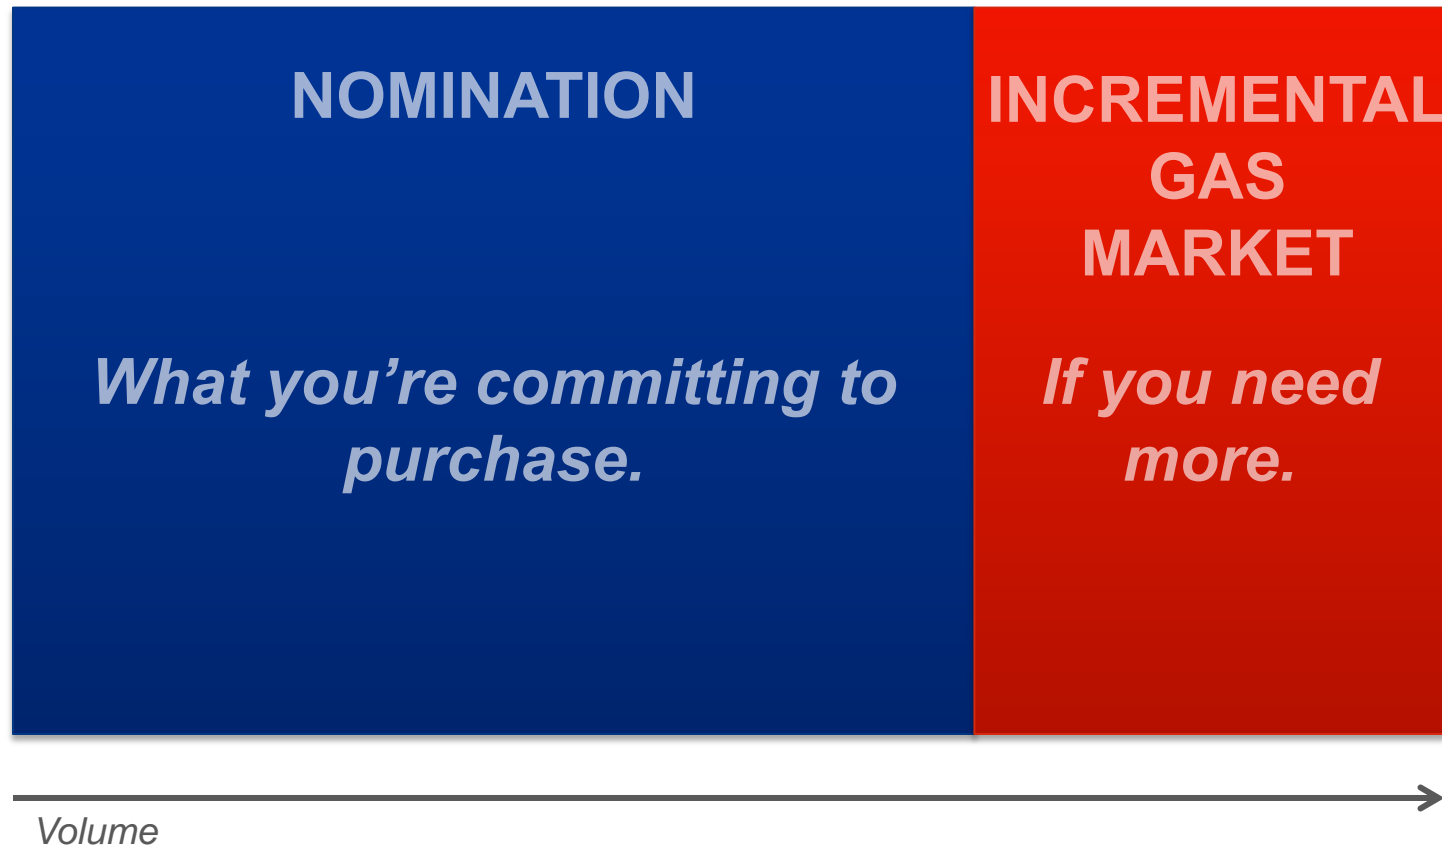 NOMINATION
What you’re committing to
purchase.
INCREMENTAL
GAS
MARKET
If you need
more.
Volume